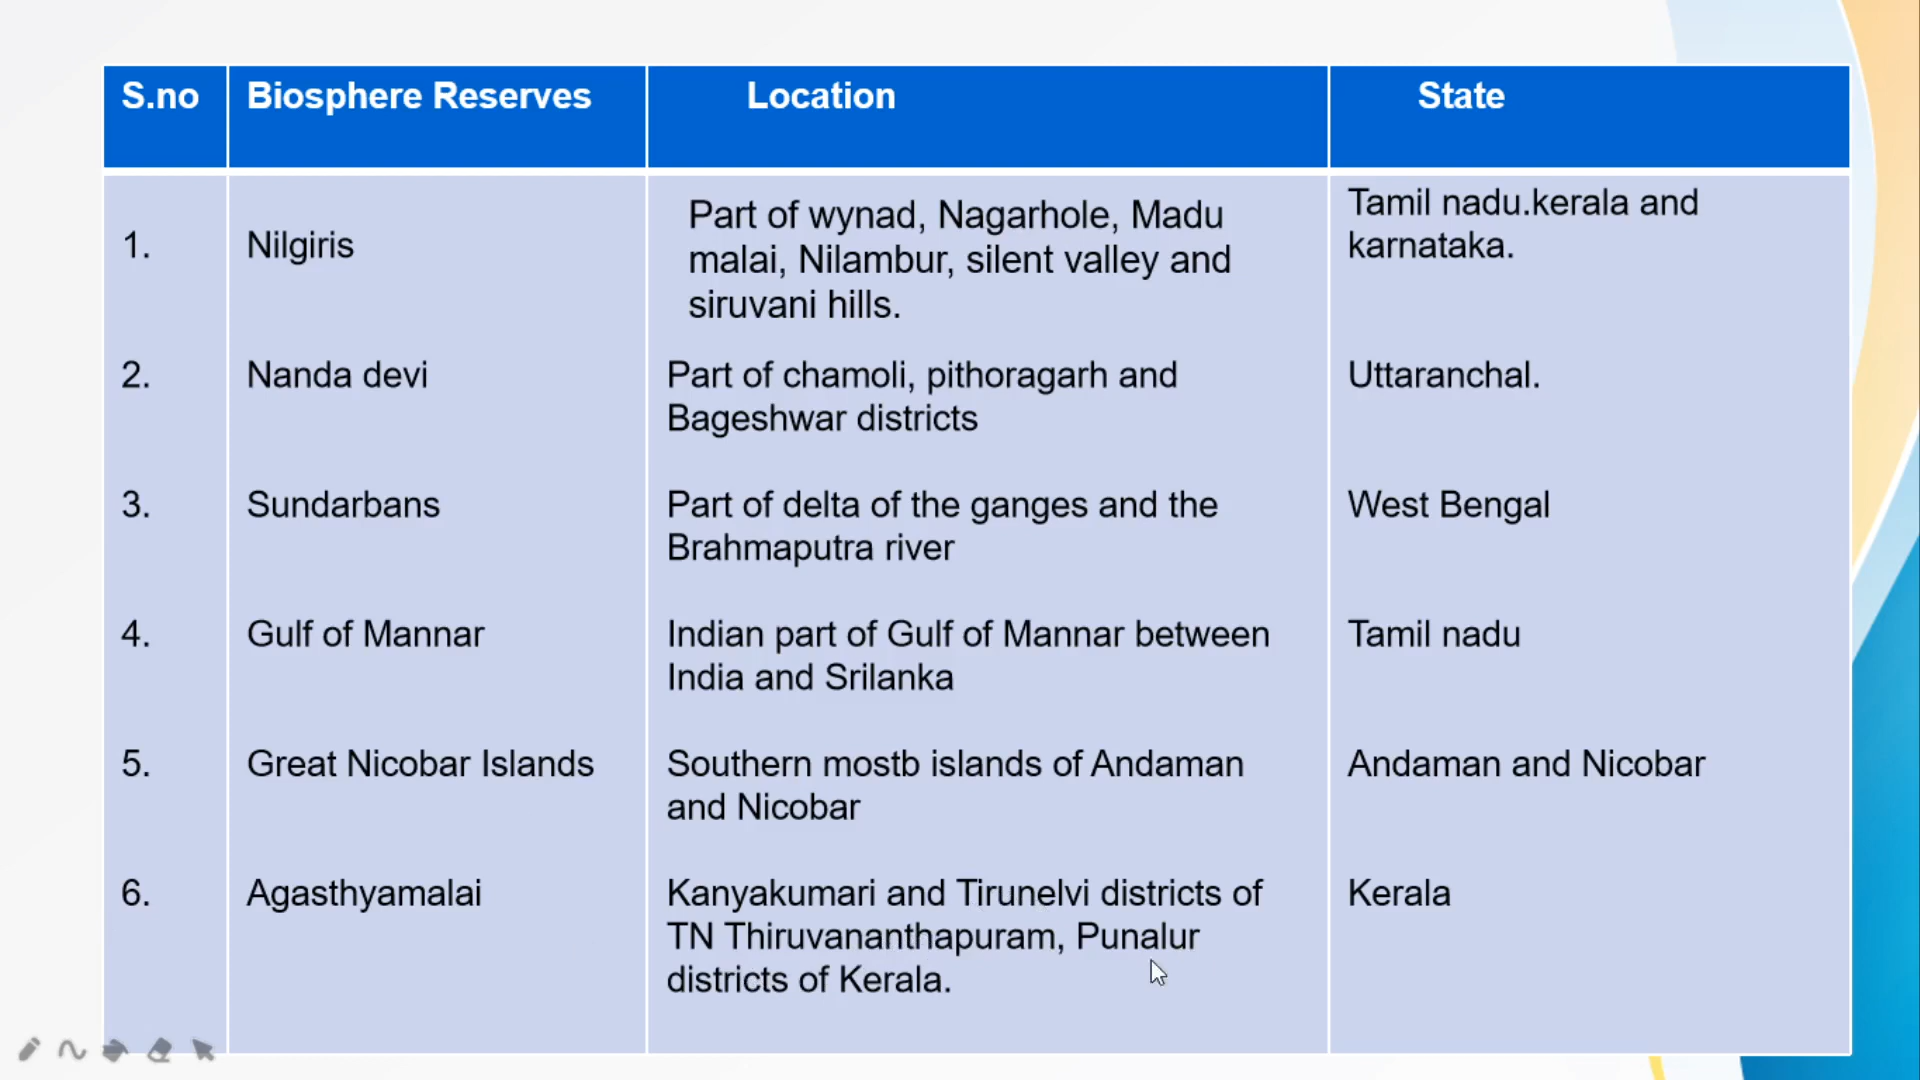 S.no Biosphere Reserves Location State
1. Nilgiris Part of wynad, Nagarhole, Madu Tamil nadu.kerala and
malai, Nilambur, silent valley and karnataka.
siruvani hills.
2. Nanda devi Part of chamoli, pithoragarh and Uttaranchal.
Bageshwar districts
3. Sundarbans Part of delta of the ganges and the West Bengal
Brahmaputra river
4. Gulf of Mannar Indian part of Gulf of Mannar between Tamil nadu
India and Srilanka
5. Great Nicobar Islands Southern mostb islands of Andaman Andaman and Nicobar
and Nicobar
6. Agasthyamalai Kanyakumari and Tirunelvi districts of Kerala
TN Thiruvananthapuram, Punalur
districts of Kerala.